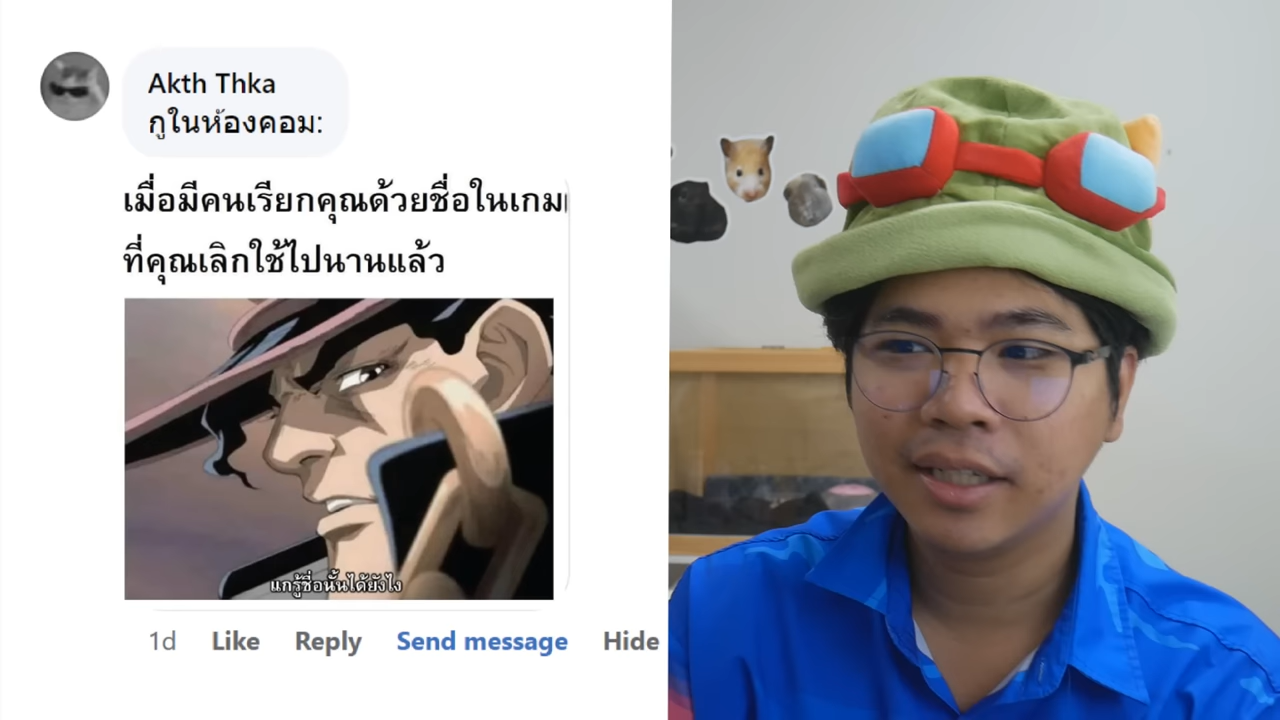 Akth Thka
กูในห้องคอม:
เมื่อมีคนเรียกคุณด้วยชื่อในเกม
ที่คุณเลิกใช้ไปนานแล้ว
แกรู้ชื่อนั้นได้ยังไง
1d Like Reply Send message Hide